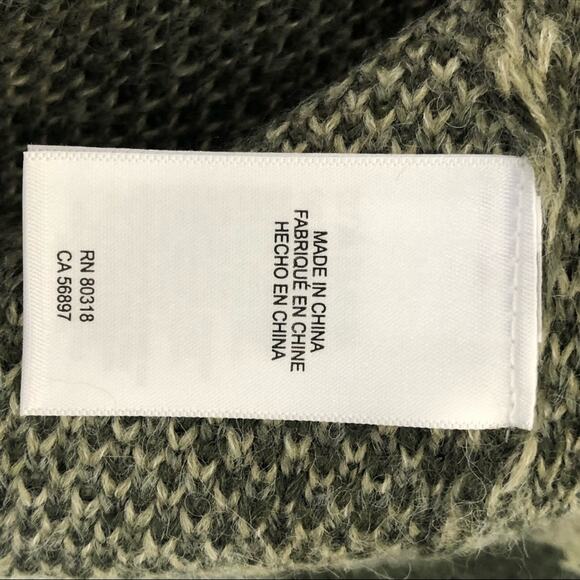 MADE IN CHINA
FABRIQUÉ EN CHINE
HECHO EN CHINA
RN 80318
CA 56897